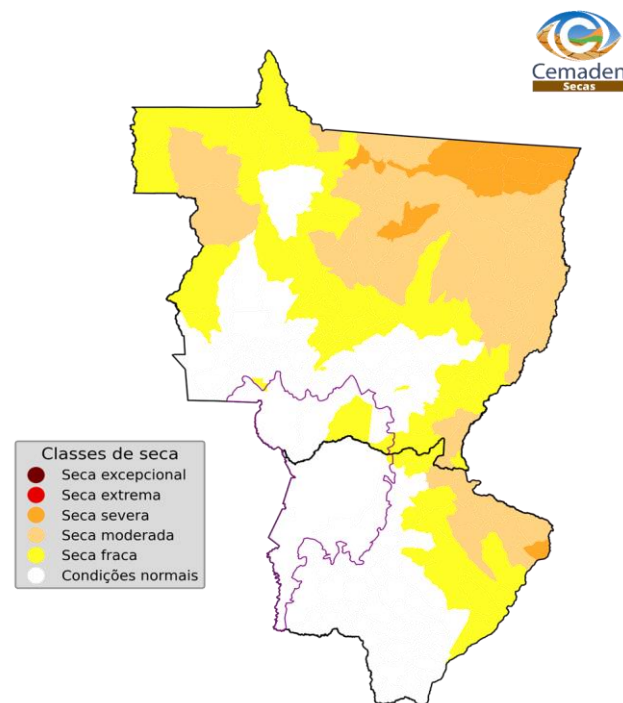 Cemaden
Secas
Classes de seca
Seca excepcional
Seca extrema
Seca severa
Seca moderada
Seca fraca
Condições normais